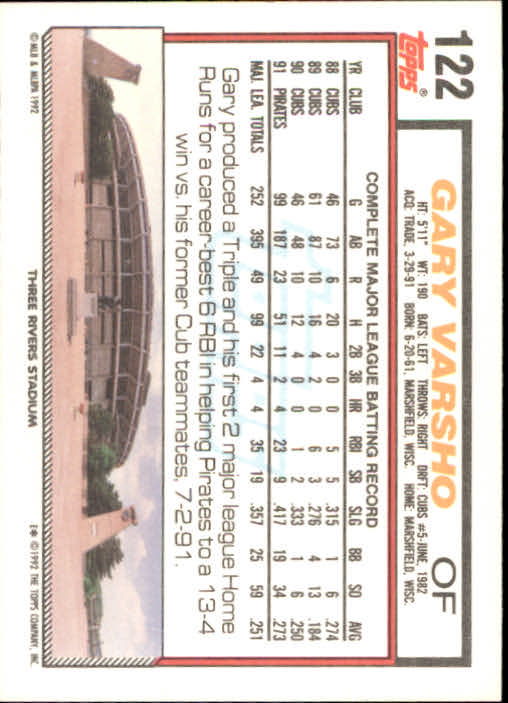 122
topps®
GARY VARSHO OF
HT: 5'11" WT: 190 BATS: LEFT THROWS: RIGHT DRFT: CUBS #5-JUNE, 1982
ACQ: TRADE, 3-29-91 BORN: 6-20-61, MARSHFIELD, WISC. HOME: MARSHFIELD, WISC.
COMPLETE MAJOR LEAGUE BATTING RECORD
YR CLUB G AB R H 2B 3B HR RBI SB SLG BB SO AVG
88 CUBS 46 73 6 20 3 0 0 5 5 .315 1 6 .274
89 CUBS 61 87 10 16 4 2 0 6 3 .276 4 13 .184
90 CUBS 46 48 10 12 4 0 0 1 2 .333 1 6 .250
91 PIRATES 99 187 23 51 11 2 4 23 9 .417 19 34 .273
MAJ. LEA. TOTALS 252 395 49 99 22 4 4 35 19 .357 25 59 .251
Gary produced a Triple and his first 2 major league Home
Runs for a career-best 6 RBI in helping Pirates to a 13-4
win vs. his former Cub teammates, 7-2-91.
© MLB & MLBPA 1992
THREE RIVERS STADIUM
E* © 1992 THE TOPPS COMPANY, INC.